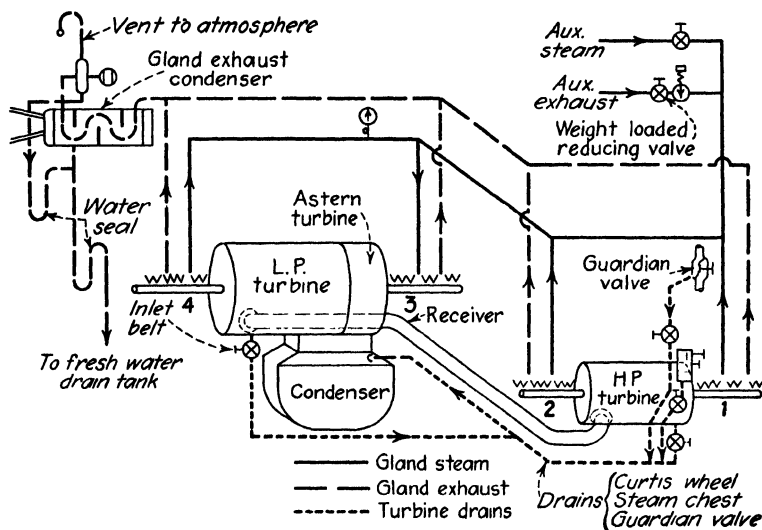 Vent to atmosphere
Gland exhaust
condenser
Aux.
steam
Aux.
exhaust
Weight loaded
reducing valve
Water
seal
Astern
turbine
L.P.
turbine
Guardian
valve
4
3
Inlet
belt
Receiver
To fresh water
drain tank
Condenser
HP
turbine
2
1
Gland steam
Gland exhaust
Turbine drains
Drains
Curtis wheel
Steam chest
Guardian valve